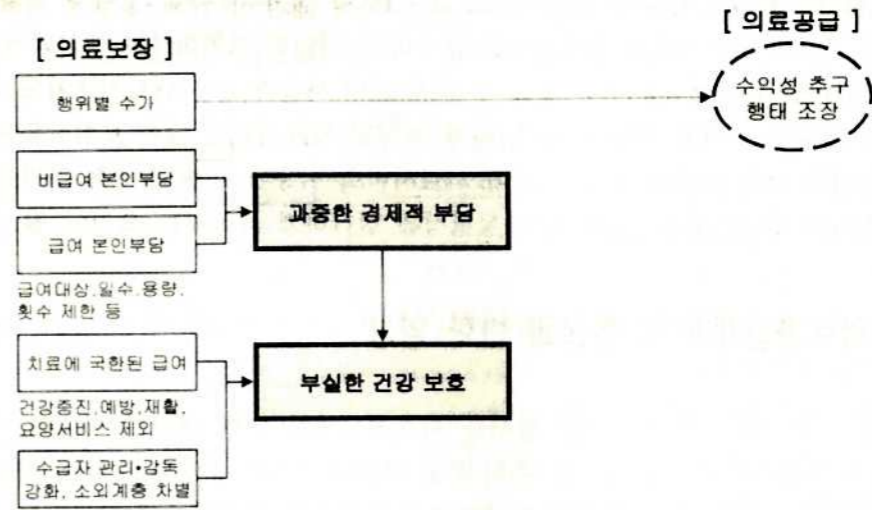 [ 의료공급 ]
[ 의료보장 ]
행위별 수가
수익성 추구
행태 조장
비급여 본인부담
과중한 경제적 부담
급여 본인부담
급여대상,일수,용량,
횟수 제한 등
치료에 국한된 급여
부실한 건강 보호
건강증진,예방,재활,
요양서비스 제외
수급자 관리•감독
강화, 소외계층 차별